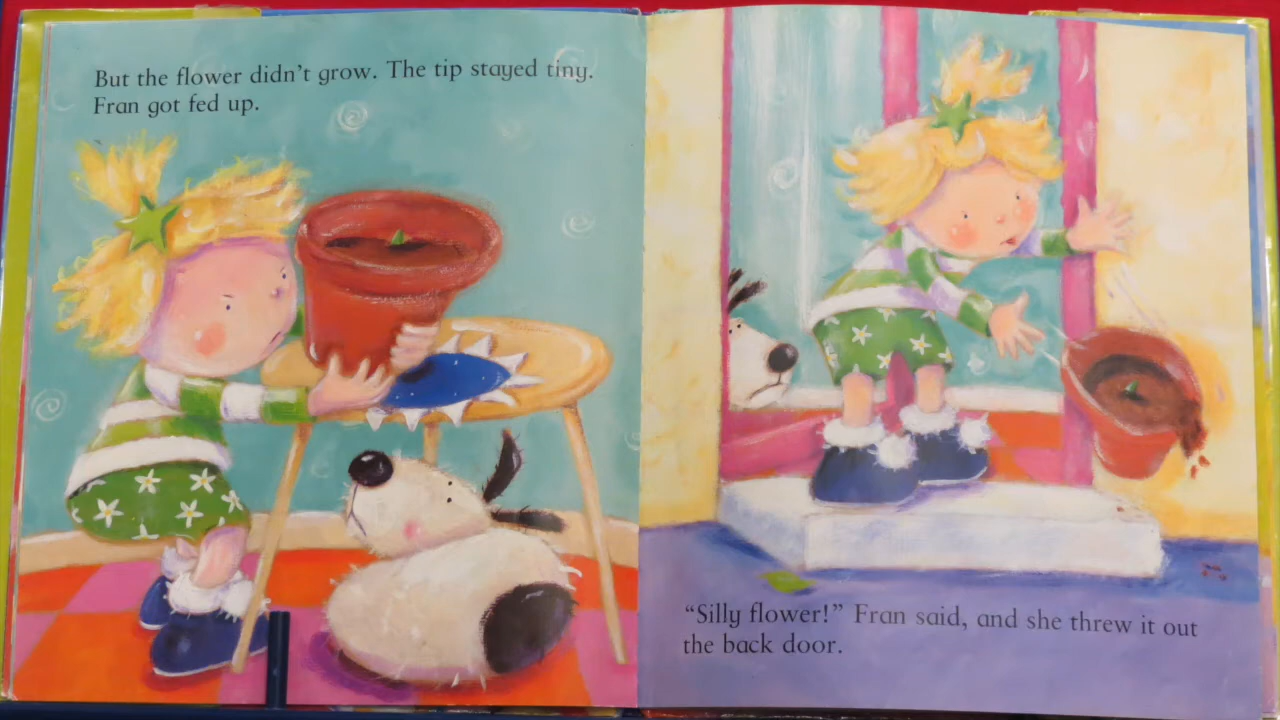 But the flower didn't grow. The tip stayed tiny.
Fran got fed up.
“Silly flower!” Fran said, and she threw it out
the back door.